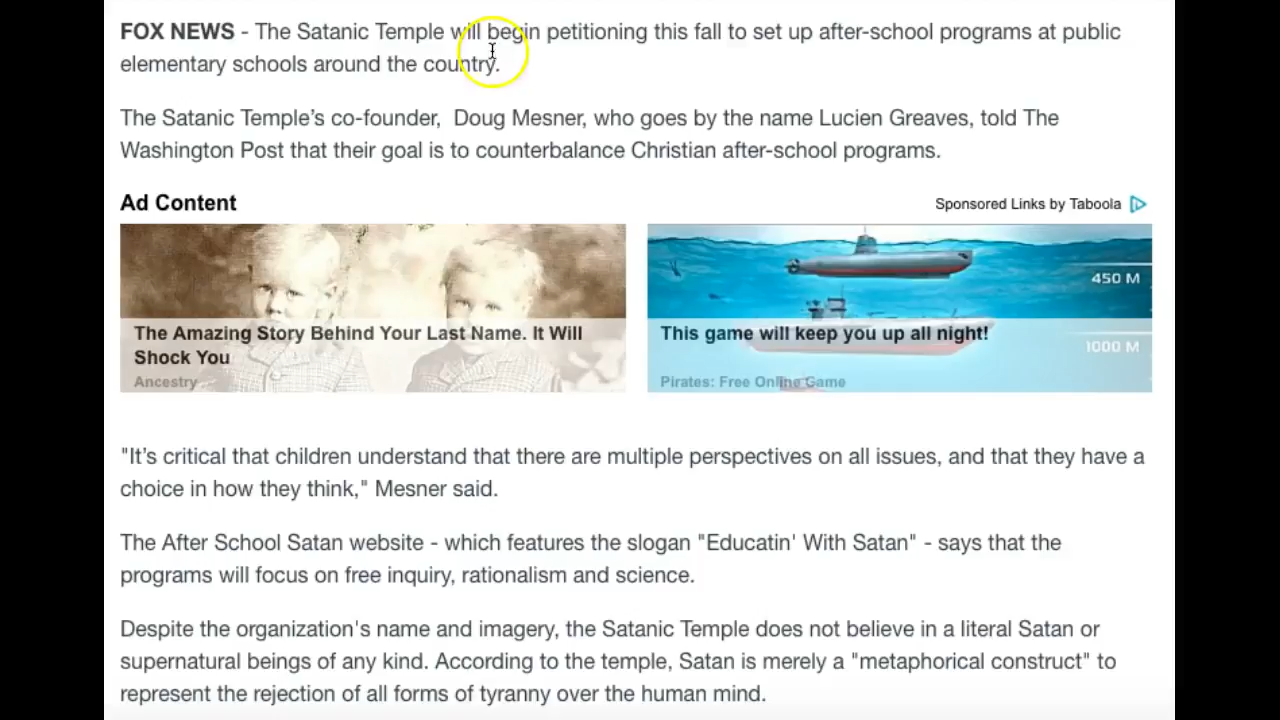 FOX NEWS - The Satanic Temple will begin petitioning this fall to set up after-school programs at public
elementary schools around the country.
The Satanic Temple’s co-founder,  Doug Mesner, who goes by the name Lucien Greaves, told The
Washington Post that their goal is to counterbalance Christian after-school programs.
Ad Content
Sponsored Links by Taboola
The Amazing Story Behind Your Last Name. It Will
Shock You
Ancestry
450 M
This game will keep you up all night!
1000 M
Pirates: Free Online Game
"It’s critical that children understand that there are multiple perspectives on all issues, and that they have a
choice in how they think," Mesner said.
The After School Satan website - which features the slogan "Educatin' With Satan" - says that the
programs will focus on free inquiry, rationalism and science.
Despite the organization's name and imagery, the Satanic Temple does not believe in a literal Satan or
supernatural beings of any kind. According to the temple, Satan is merely a "metaphorical construct" to
represent the rejection of all forms of tyranny over the human mind.